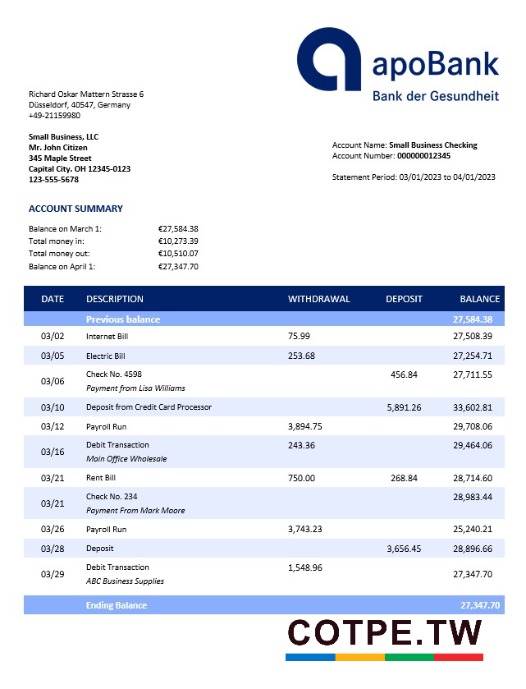 apoBank
Bank der Gesundheit
Richard Oskar Mattern Strasse 6
Düsseldorf, 40547, Germany
+49-21159980
Small Business, LLC
Mr. John Citizen
345 Maple Street
Capital City. OH 12345-0123
123-555-5678
Account Name: Small Business Checking
Account Number: 000000012345
Statement Period: 03/01/2023 to 04/01/2023
ACCOUNT SUMMARY
Balance on March 1: €27,584.38
Total money in: €10,273.39
Total money out: €10,510.07
Balance on April 1: €27,347.70
DATE DESCRIPTION WITHDRAWAL DEPOSIT BALANCE
Previous balance 27,584.38
03/02 Internet Bill 75.99 27,508.39
03/05 Electric Bill 253.68 27,254.71
03/06 Check No. 4598 456.84 27,711.55
Payment from Lisa Williams
03/10 Deposit from Credit Card Processor 5,891.26 33,602.81
03/12 Payroll Run 3,894.75 29,708.06
03/16 Debit Transaction 243.36 29,464.06
Main Office Wholesale
03/21 Rent Bill 750.00 268.84 28,714.60
03/21 Check No. 234 28,983.44
Payment From Mark Moore
03/26 Payroll Run 3,743.23 25,240.21
03/28 Deposit 3,656.45 28,896.66
03/29 Debit Transaction 1,548.96 27,347.70
ABC Business Supplies
Ending Balance 27,347.70
COTPE.TW